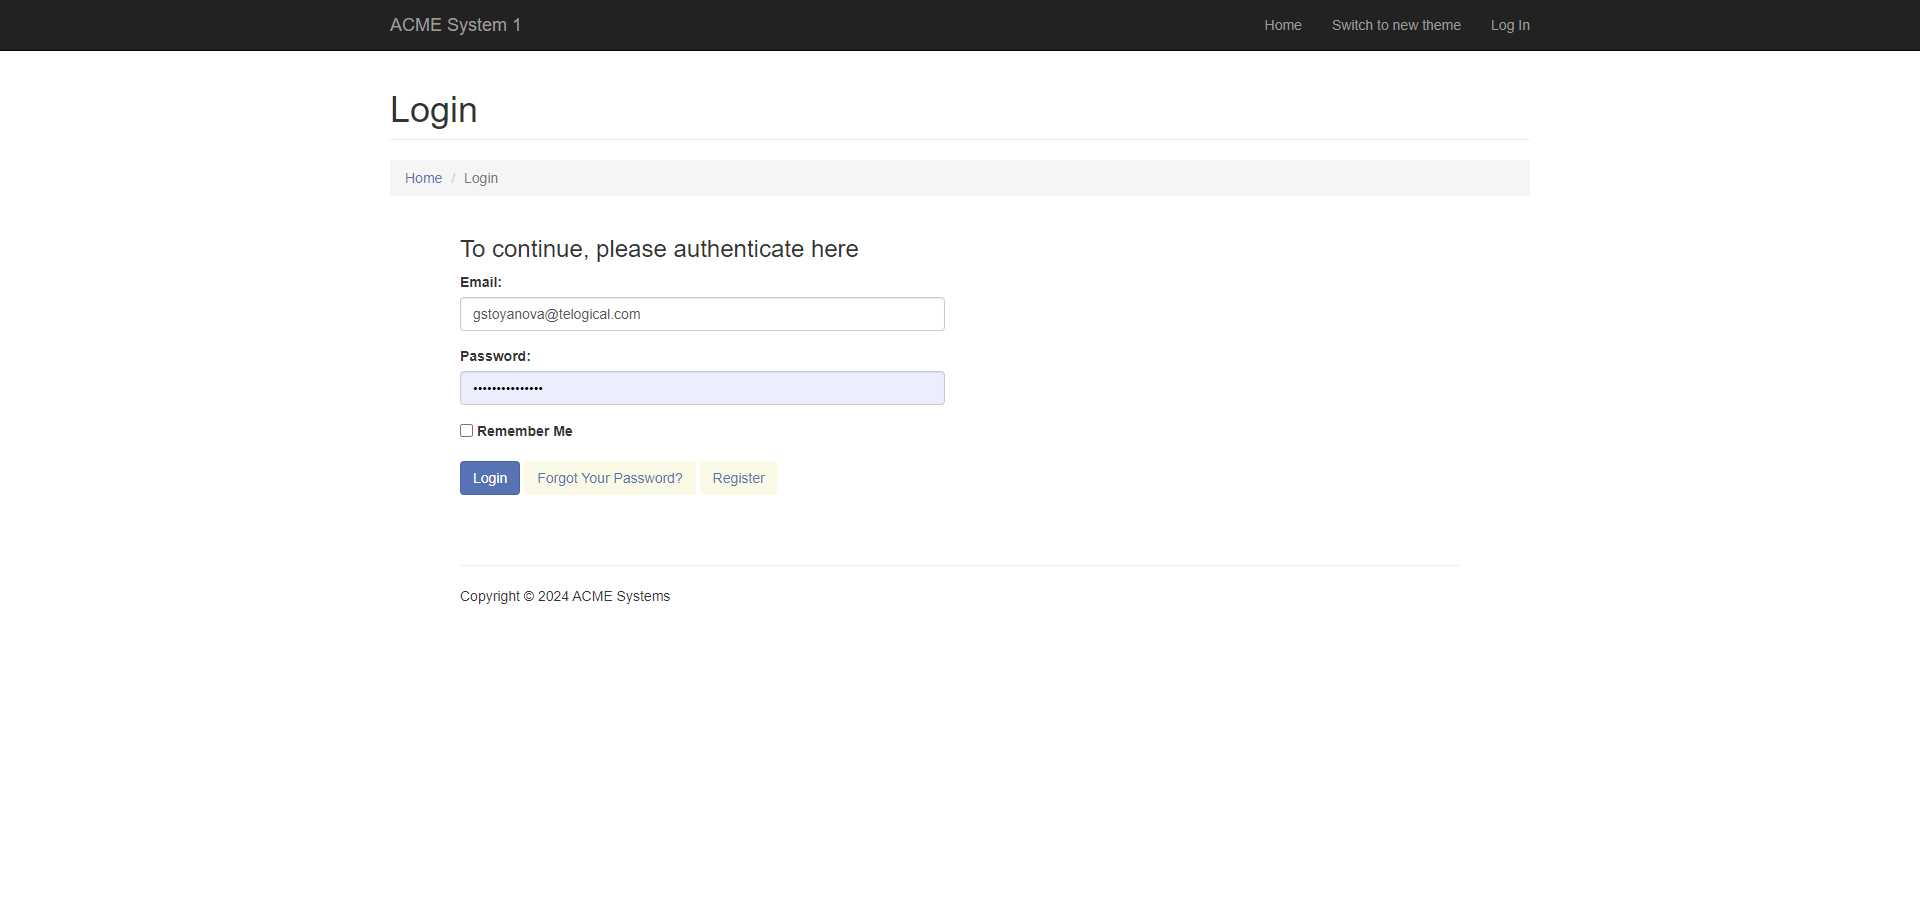 ACME System 1 Home Switch to new theme Log In
Login
Home / Login
To continue, please authenticate here
Email:
gstoyanova@telogical.com
Password:
•••••••••••••••
Remember Me
Login Forgot Your Password? Register
Copyright © 2024 ACME Systems